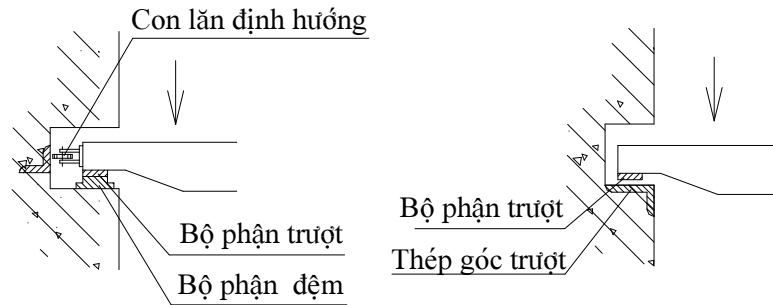 Con lăn định hướng
Bộ phận trượt
Bộ phận đệm
Bộ phận trượt
Thép góc trượt